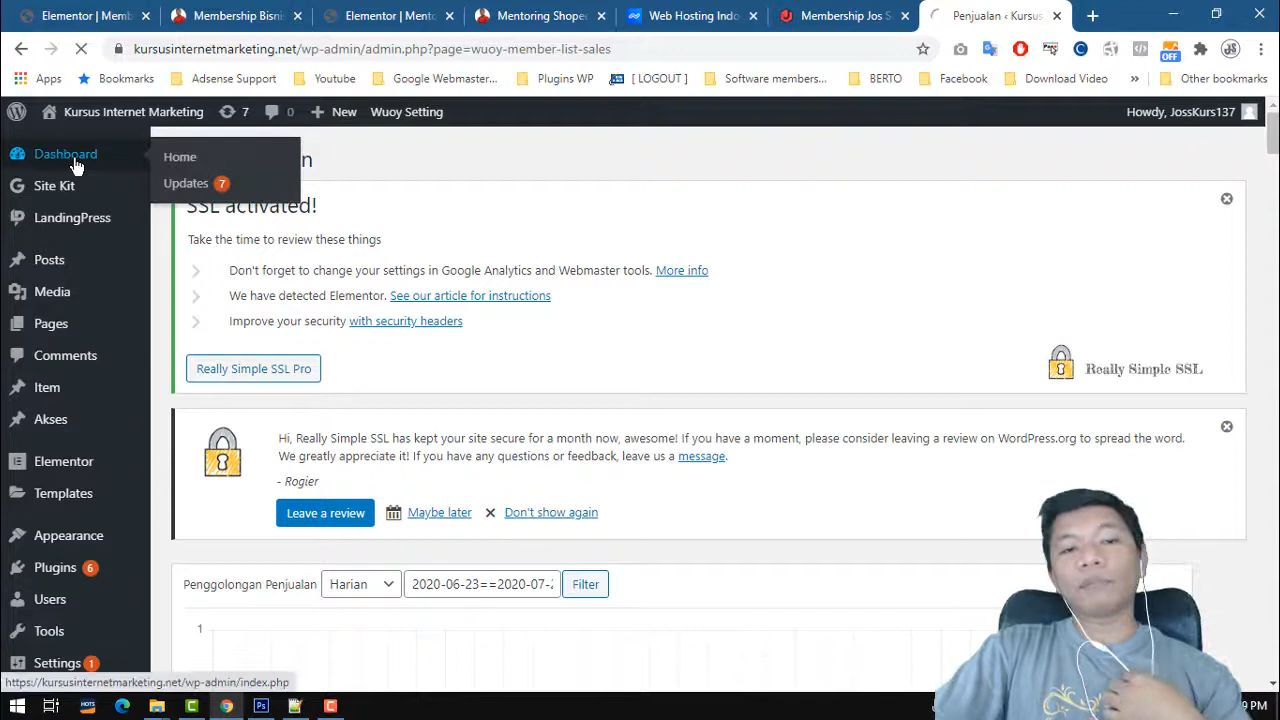 Elementor | Memb
Membership Bisni
Elementor | Mento
Mentoring Shope
Web Hosting Indo
Membership Jos S
Penjualan ‹ Kursus
kursusinternetmarketing.net/wp-admin/admin.php?page=wuoy-member-list-sales
OFF
Apps
Bookmarks
Adsense Support
Youtube
Google Webmaster...
Plugins WP
[ LOGOUT ]
Software members...
BERTO
Facebook
Download Video
»
Other bookmarks
Kursus Internet Marketing
7
0
New
Wuoy Setting
Howdy, JossKurs137
Dashboard
Home
Updates 7
Site Kit
LandingPress
Posts
Media
Pages
Comments
Item
Akses
Elementor
Templates
Appearance
Plugins 6
Users
Tools
Settings 1
SSL activated!
Take the time to review these things
Don't forget to change your settings in Google Analytics and Webmaster tools. More info
We have detected Elementor. See our article for instructions
Improve your security with security headers
Really Simple SSL Pro
Really Simple SSL
Hi, Really Simple SSL has kept your site secure for a month now, awesome! If you have a moment, please consider leaving a review on WordPress.org to spread the word.
We greatly appreciate it! If you have any questions or feedback, leave us a message.
- Rogier
Leave a review
Maybe later
Don't show again
Penggolongan Penjualan
Harian
2020-06-23==2020-07-
Filter
1
https://kursusinternetmarketing.net/wp-admin/index.php
HOTS
PM